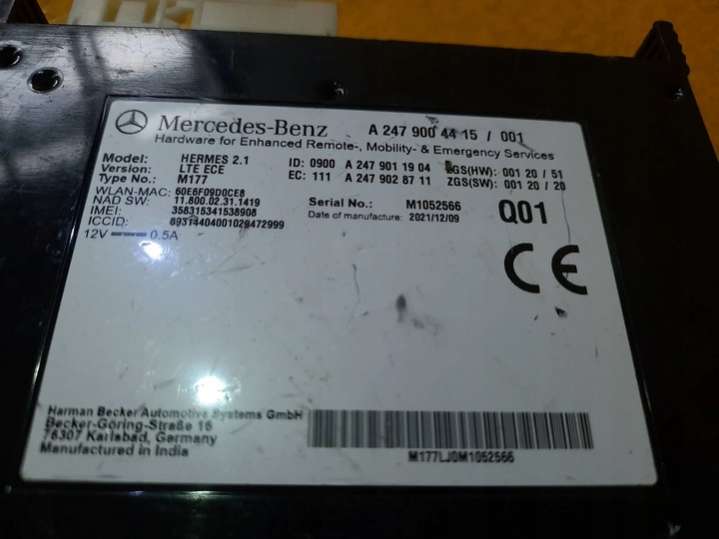 Mercedes-Benz A 247 900 44 15 / 001
Hardware for Enhanced Remote-, Mobility- & Emergency Services
Model: HERMES 2.1 ID: 0900 A 247 901 19 04 ZGS(HW): 001 20 / 51
Version: LTE ECE EC: 111 A 247 902 87 11 ZGS(SW): 001 20 / 20
Type No.: M177
WLAN-MAC: 60E6F09D0CE8 Serial No.: M1052566 Q01
NAD SW: 11.800.02.31.1419 Date of manufacture: 2021/12/09
IMEI: 358315341538908
ICCID: 89314404001029472999
12V 0.5A
CE
Harman Becker Automotive Systems GmbH
Becker-Göring-Straße 16
76307 Karlsbad, Germany
Manufactured in India
M177LJ0M1052566